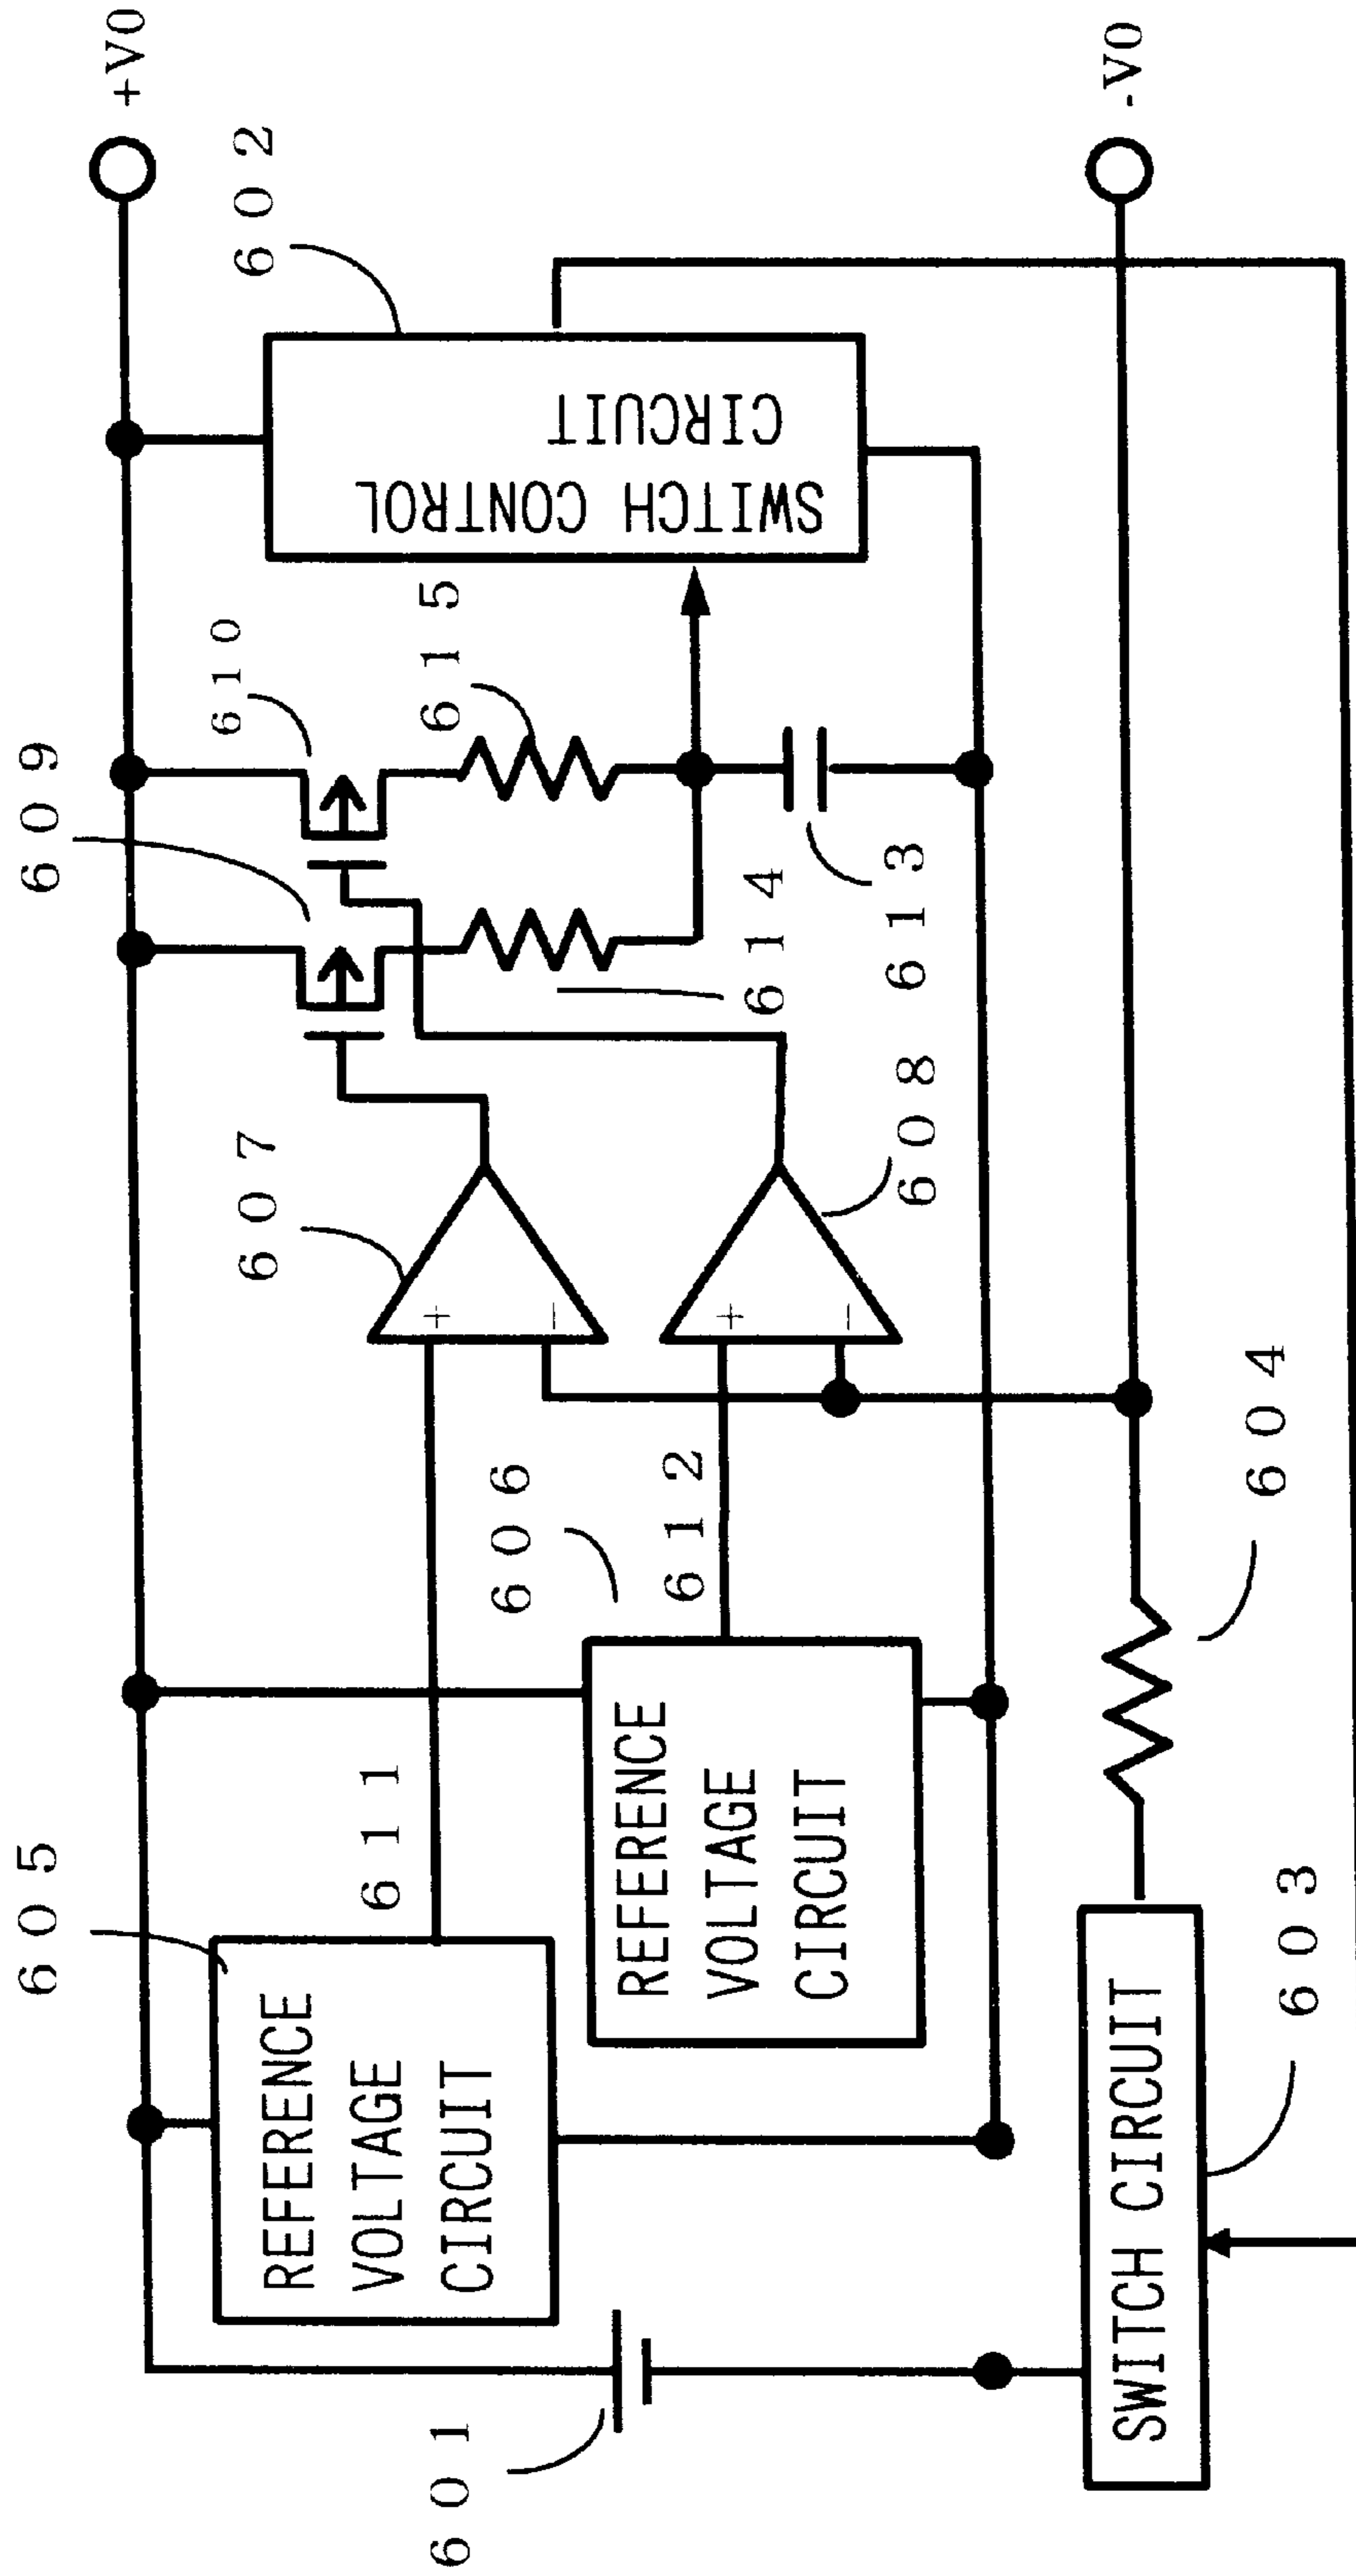 +V0
-V0
602
SWITCH CONTROL
CIRCUIT
609
610
615
614
613
607
608
606
612
604
605
611
REFERENCE
VOLTAGE
CIRCUIT
REFERENCE
VOLTAGE
CIRCUIT
+
−
+
−
601
SWITCH CIRCUIT
603